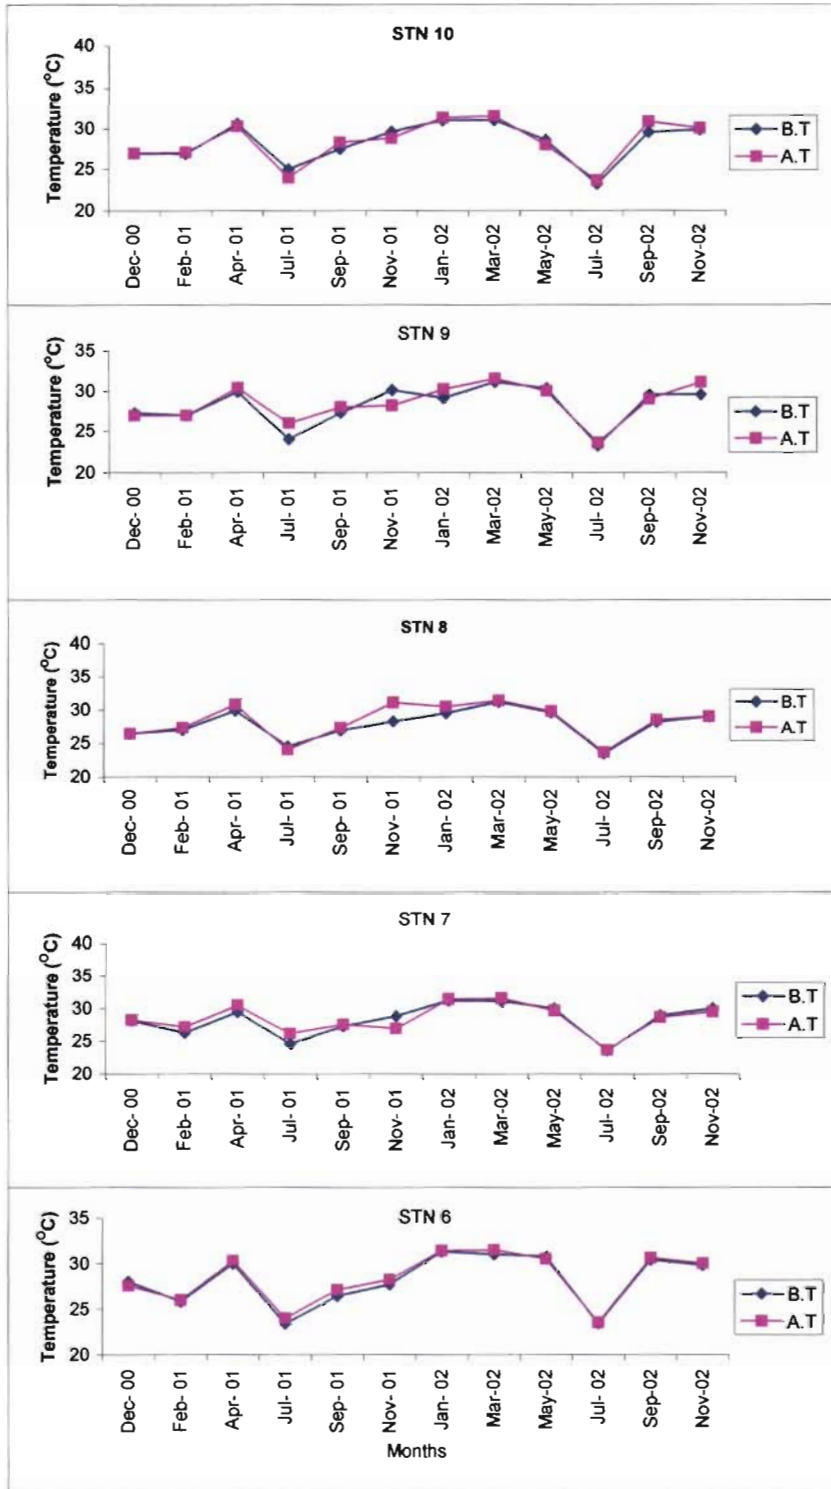 STN 10
Temperature (°C)
40
35
30
25
20
Dec- 00
Feb- 01
Apr- 01
Jul- 01
Sep- 01
Nov- 01
Jan- 02
Mar-02
May-02
Jul- 02
Sep-02
Nov-02
B.T
A.T
STN 9
Temperature (°C)
35
30
25
20
Dec- 00
Feb- 01
Apr- 01
Jul- 01
Sep- 01
Nov- 01
Jan- 02
Mar-02
May-02
Jul- 02
Sep-02
Nov-02
B.T
A.T
STN 8
Temperature (°C)
40
35
30
25
20
Dec- 00
Feb- 01
Apr- 01
Jul- 01
Sep- 01
Nov- 01
Jan- 02
Mar-02
May-02
Jul- 02
Sep-02
Nov-02
B.T
A.T
STN 7
Temperature (°C)
40
35
30
25
20
Dec- 00
Feb- 01
Apr- 01
Jul- 01
Sep- 01
Nov- 01
Jan- 02
Mar-02
May-02
Jul- 02
Sep-02
Nov-02
B.T
A.T
STN 6
Temperature (°C)
35
30
25
20
Dec- 00
Feb- 01
Apr- 01
Jul- 01
Sep- 01
Nov- 01
Jan- 02
Mar-02
May-02
Jul- 02
Sep-02
Nov-02
Months
B.T
A.T